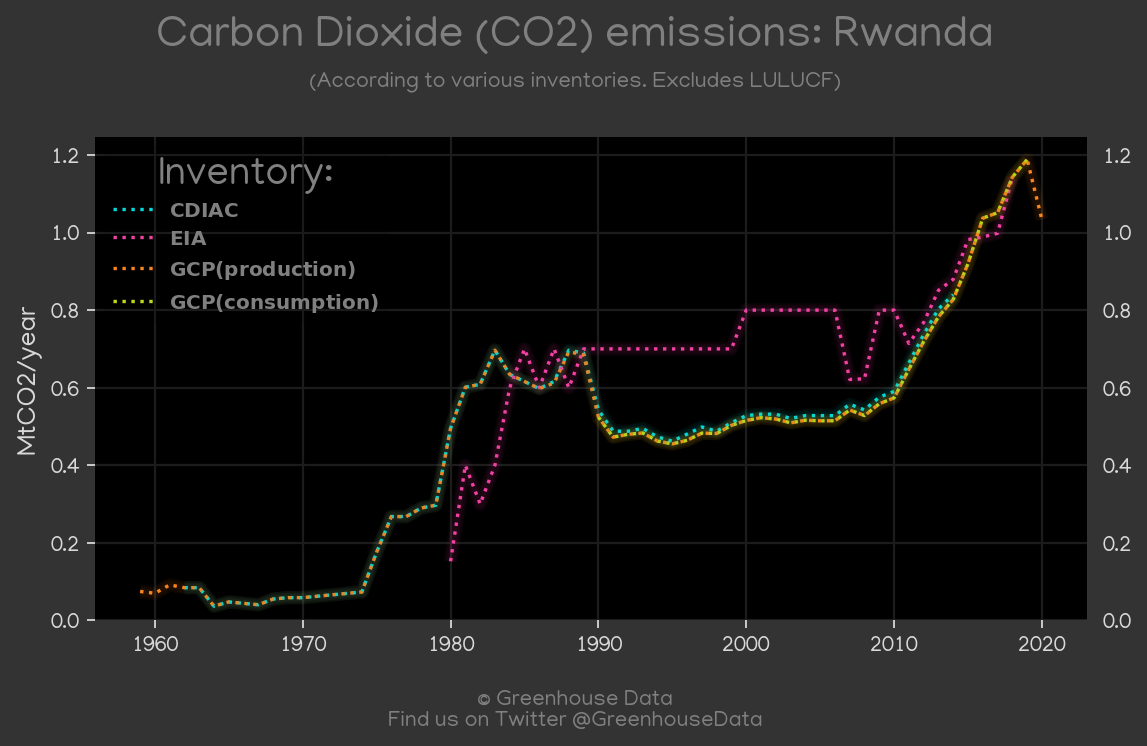 Carbon Dioxide (CO2) emissions: Rwanda
(According to various inventories. Excludes LULUCF)
Inventory:
CDIAC
EIA
GCP(production)
GCP(consumption)
MtCO2/year
1.2 1.2
1.0 1.0
0.8 0.8
0.6 0.6
0.4 0.4
0.2 0.2
0.0 0.0
1960 1970 1980 1990 2000 2010 2020
© Greenhouse Data
Find us on Twitter @GreenhouseData